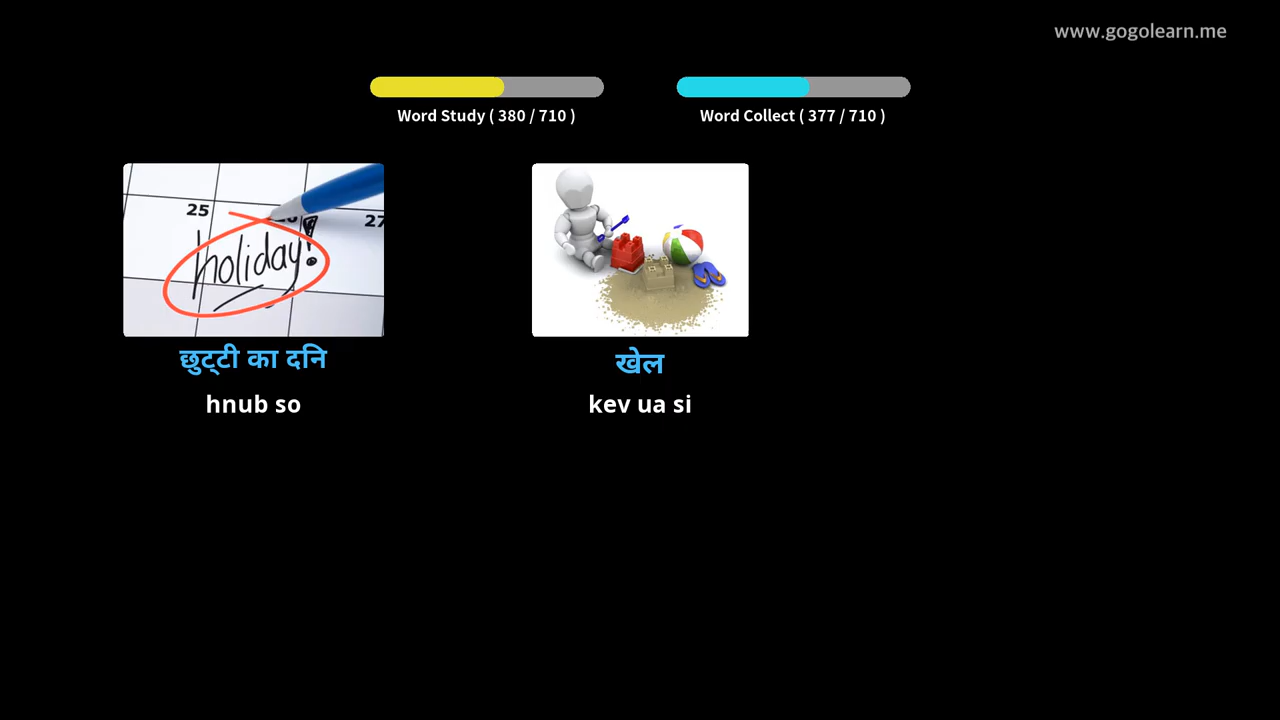 www.gogolearn.me
Word Study ( 380 / 710 )
Word Collect ( 377 / 710 )
25
27
holiday!
छुट्टी का दनि
खेल
hnub so
kev ua si